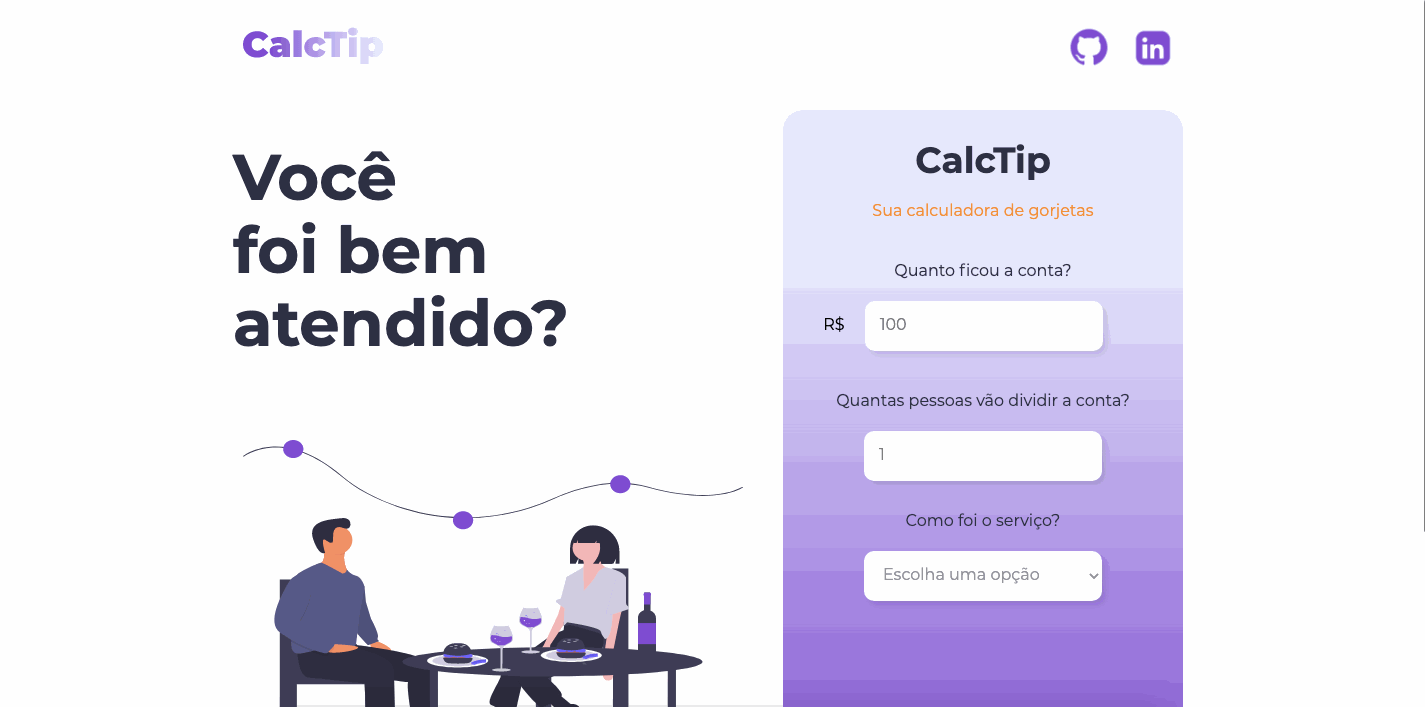 CalcTip
Você
foi bem
atendido?
CalcTip
Sua calculadora de gorjetas
Quanto ficou a conta?
R$ 100
Quantas pessoas vão dividir a conta?
1
Como foi o serviço?
Escolha uma opção